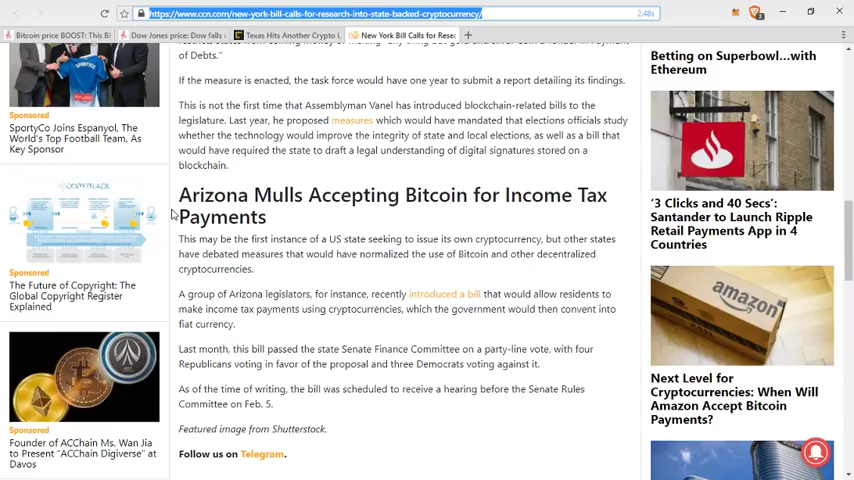 https://www.ccn.com/new-york-bill-calls-for-research-into-state-backed-cryptocurrency/
2.48s
2
Bitcoin price BOOST: This B
Dow Jones price: Dow falls
Texas Hits Another Crypto L
New York Bill Calls for Rese
of Debts."
If the measure is enacted, the task force would have one year to submit a report detailing its findings.
This is not the first time that Assemblyman Vanel has introduced blockchain-related bills to the
legislature. Last year, he proposed measures which would have mandated that elections officials study
whether the technology would improve the integrity of state and local elections, as well as a bill that
would have required the state to draft a legal understanding of digital signatures stored on a
blockchain.
Arizona Mulls Accepting Bitcoin for Income Tax
Payments
This may be the first instance of a US state seeking to issue its own cryptocurrency, but other states
have debated measures that would have normalized the use of Bitcoin and other decentralized
cryptocurrencies.
A group of Arizona legislators, for instance, recently introduced a bill that would allow residents to
make income tax payments using cryptocurrencies, which the government would then convent into
fiat currency.
Last month, this bill passed the state Senate Finance Committee on a party-line vote, with four
Republicans voting in favor of the proposal and three Democrats voting against it.
As of the time of writing, the bill was scheduled to receive a hearing before the Senate Rules
Committee on Feb. 5.
Featured image from Shutterstock.
Follow us on Telegram.
Sponsored
SportyCo Joins Espanyol, The
World's Top Football Team, As
Key Sponsor
COPYTRACK
Sponsored
The Future of Copyright: The
Global Copyright Register
Explained
Sponsored
Founder of ACChain Ms. Wan Jia
to Present "ACChain Digiverse" at
Davos
Betting on Superbowl...with
Ethereum
'3 Clicks and 40 Secs':
Santander to Launch Ripple
Retail Payments App in 4
Countries
amazon
Next Level for
Cryptocurrencies: When Will
Amazon Accept Bitcoin
Payments?